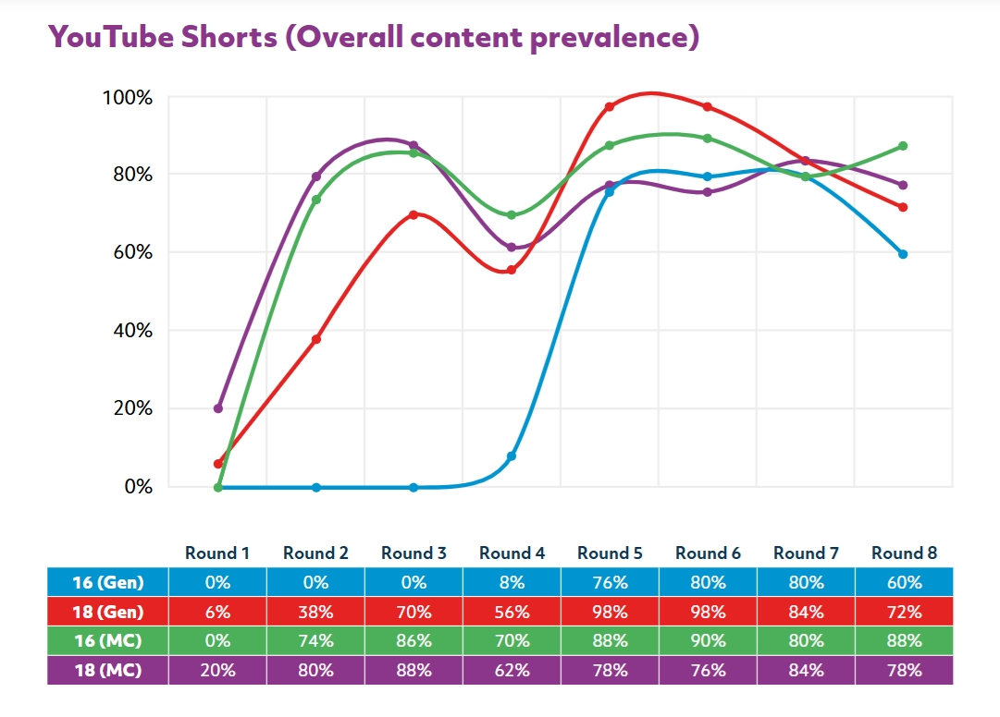 YouTube Shorts (Overall content prevalence)
100%
80%
60%
40%
20%
0%
Round 1 Round 2 Round 3 Round 4 Round 5 Round 6 Round 7 Round 8
16 (Gen) 0% 0% 0% 8% 76% 80% 80% 60%
18 (Gen) 6% 38% 70% 56% 98% 98% 84% 72%
16 (MC) 0% 74% 86% 70% 88% 90% 80% 88%
18 (MC) 20% 80% 88% 62% 78% 76% 84% 78%